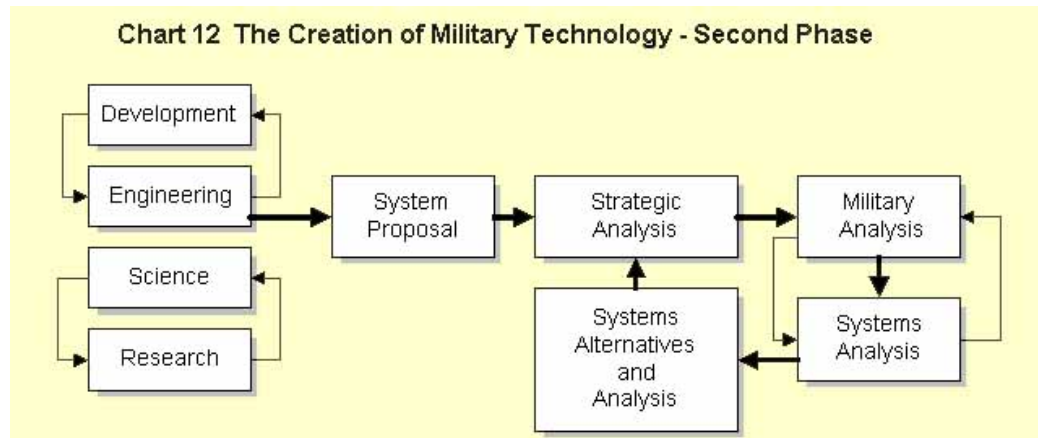 Chart 12 The Creation of Military Technology - Second Phase
Development
Engineering
Science
Research
System
Proposal
Strategic
Analysis
Military
Analysis
Systems
Alternatives
and
Analysis
Systems
Analysis